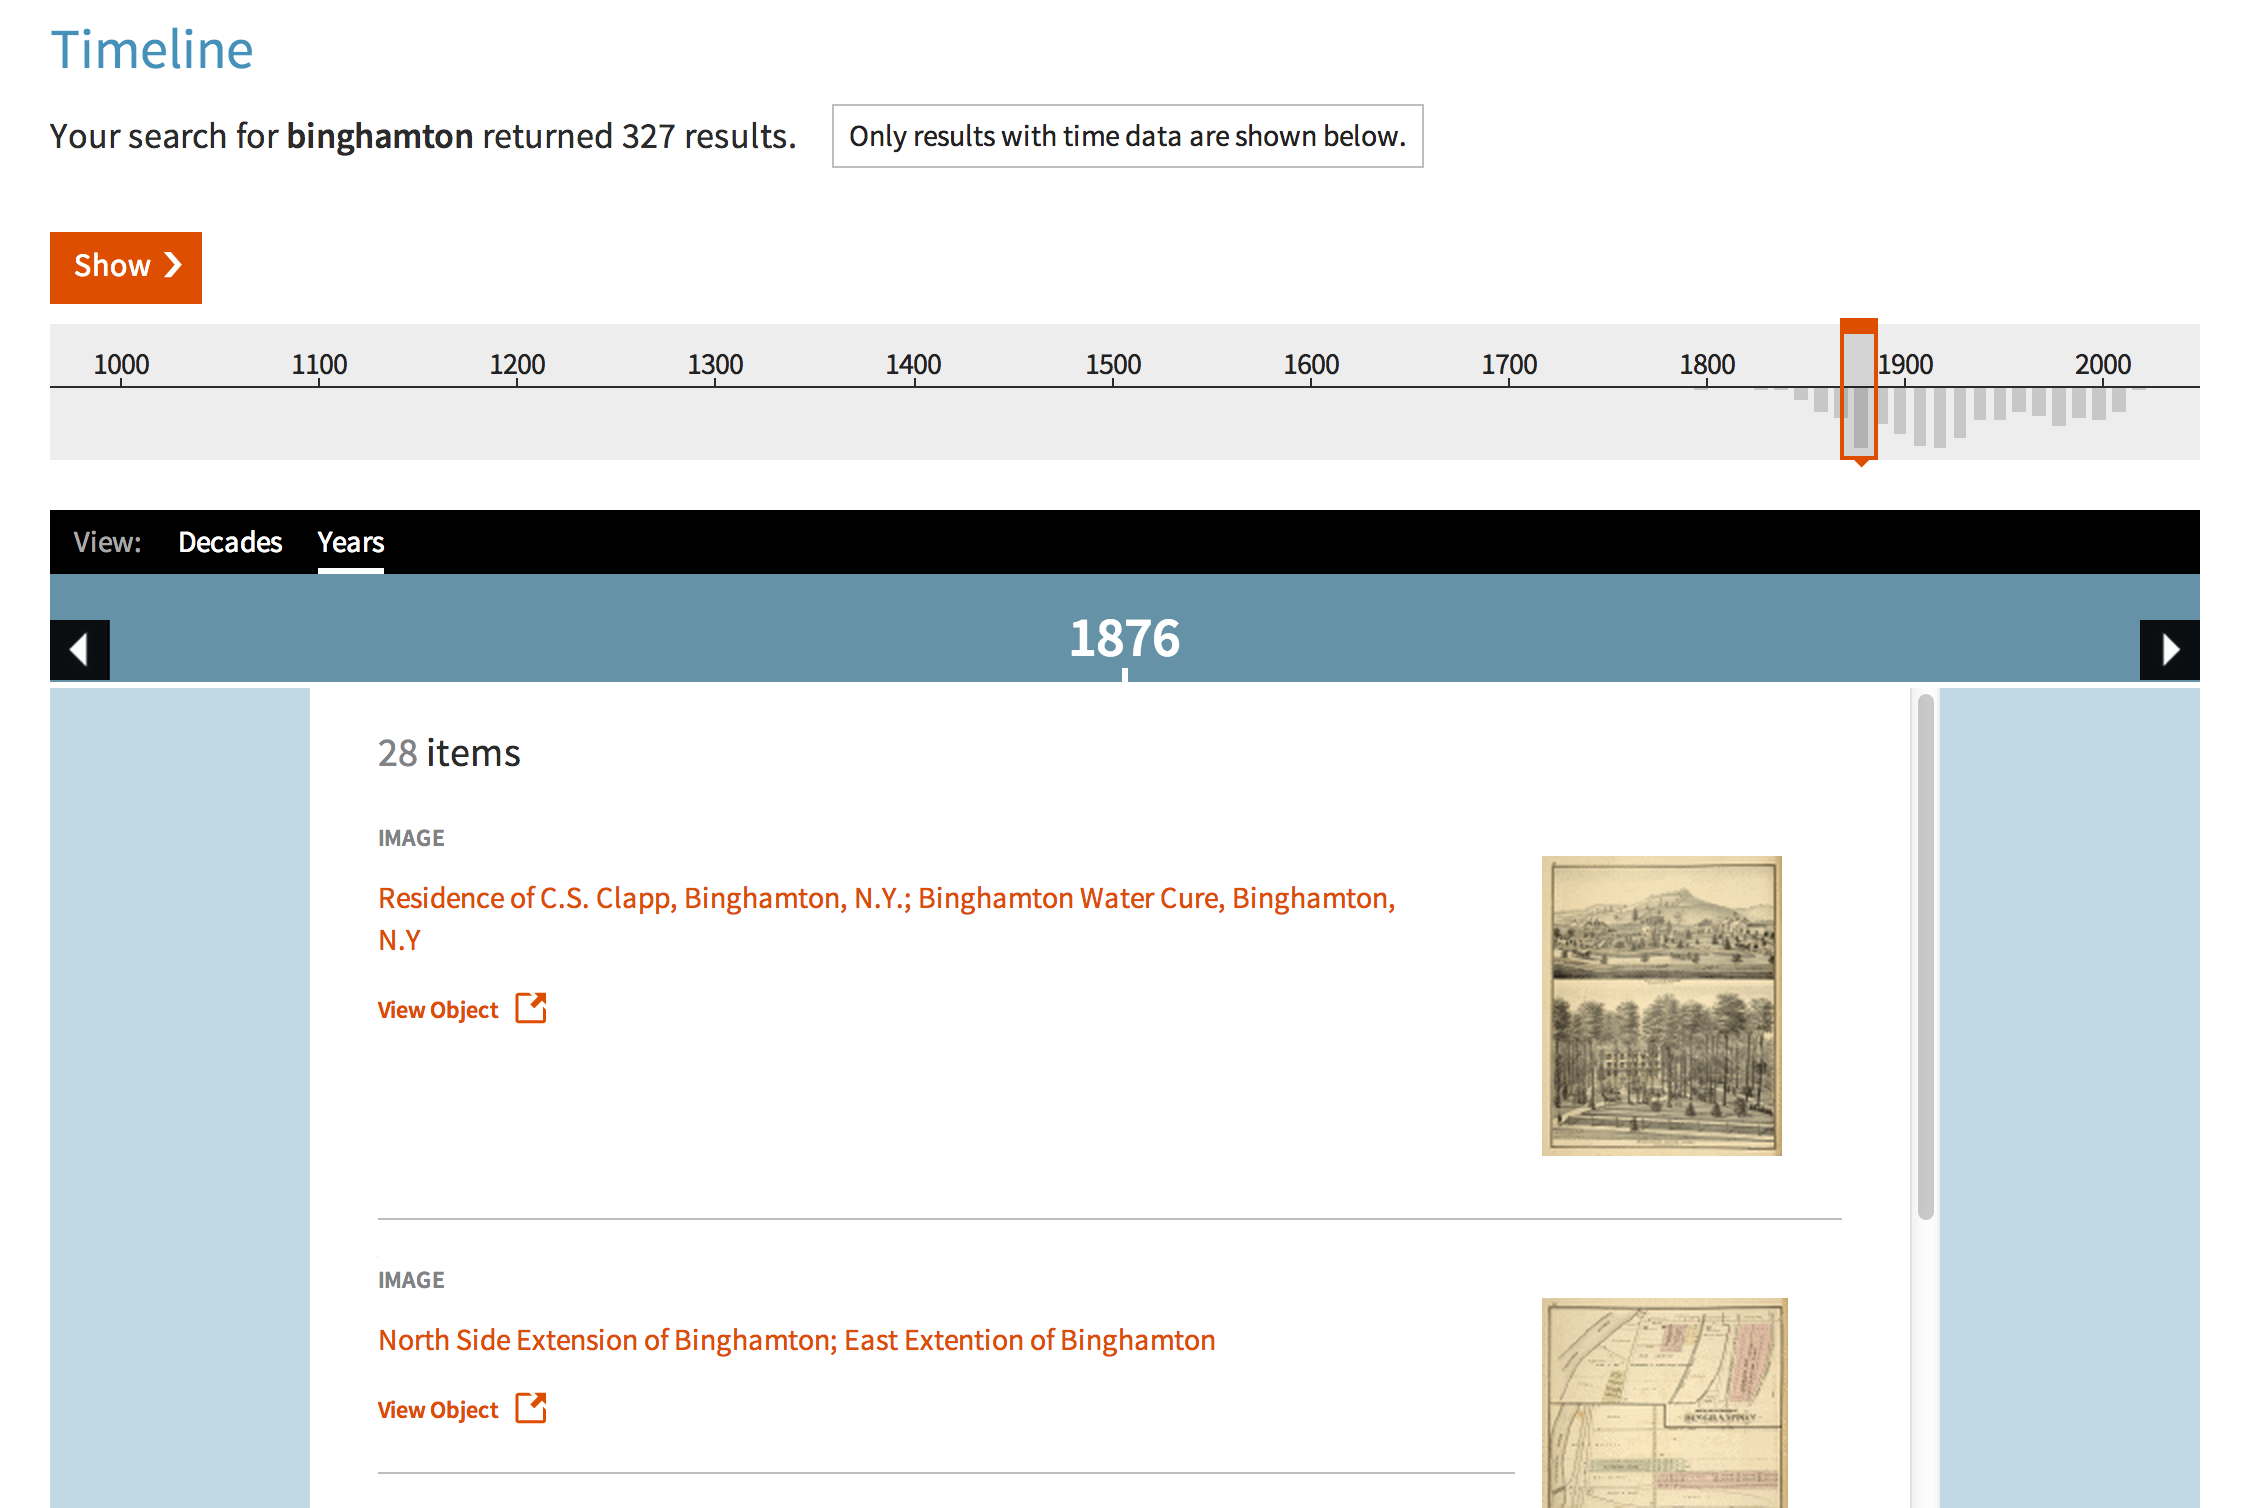 Timeline
Your search for binghamton returned 327 results.
Only results with time data are shown below.
Show
1000 1100 1200 1300 1400 1500 1600 1700 1800 1900 2000
View: Decades Years
1876
28 items
IMAGE
Residence of C.S. Clapp, Binghamton, N.Y.; Binghamton Water Cure, Binghamton,
N.Y
View Object
IMAGE
North Side Extension of Binghamton; East Extention of Binghamton
View Object
BINGHAMPTON